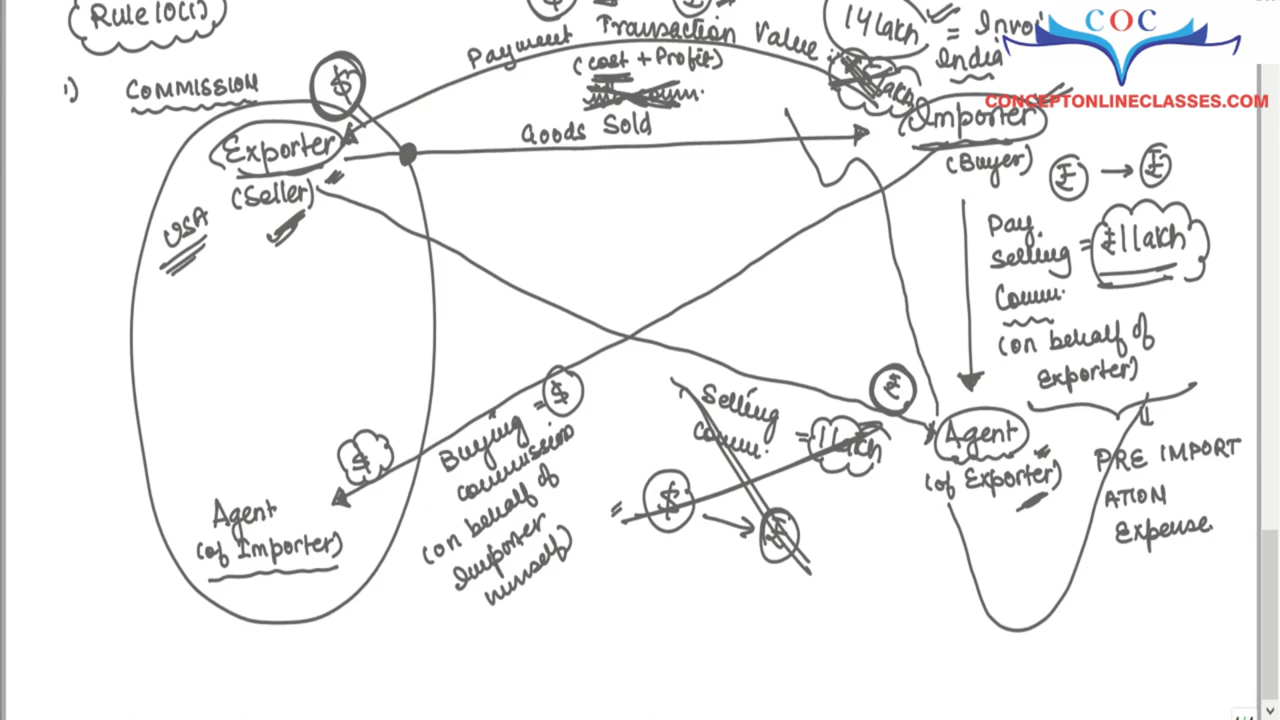 Rule 10(1)
$
14 lakh
= Invoi
India
COC
CONCEPTONLINECLASSES.COM
Payment Transaction Value :
(cost + Profit)
1) COMMISSION
$
Goods Sold
Exporter
(Seller)
USA
Importer
(Buyer)
₹ → ₹
Pay.
Selling = ₹1 lakh
Comm.
(on behalf of
Exporter)
PRE IMPORT
ATION
Expense
₹
Agent
(of Exporter)
Selling
Comm. = 1 lakh
= $ →
Buying = $
commission
(on behalf of
Importer
himself)
$
Agent
(of Importer)